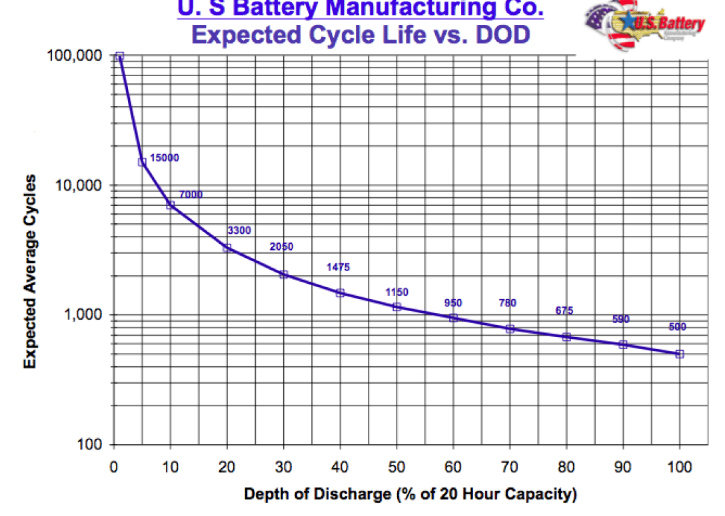 U. S Battery Manufacturing Co.
Expected Cycle Life vs. DOD
U.S. Battery
Manufacturing
Company
100,000
10,000
1,000
100
Expected Average Cycles
15000
7000
3300
2050
1475
1150
950
780
675
590
500
0 10 20 30 40 50 60 70 80 90 100
Depth of Discharge (% of 20 Hour Capacity)